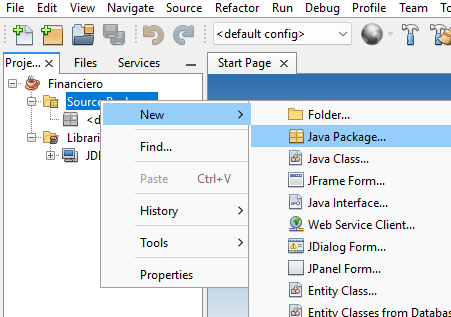 File Edit View Navigate Source Refactor Run Debug Profile Team To
<default config>
Proje... Files Services Start Page
Financiero
Source
<d
Librari
JD
New
Find...
Paste Ctrl+V
History
Tools
Properties
Folder...
Java Package...
Java Class...
JFrame Form...
Java Interface...
Web Service Client...
JDialog Form...
JPanel Form...
Entity Class...
Entity Classes from Databas